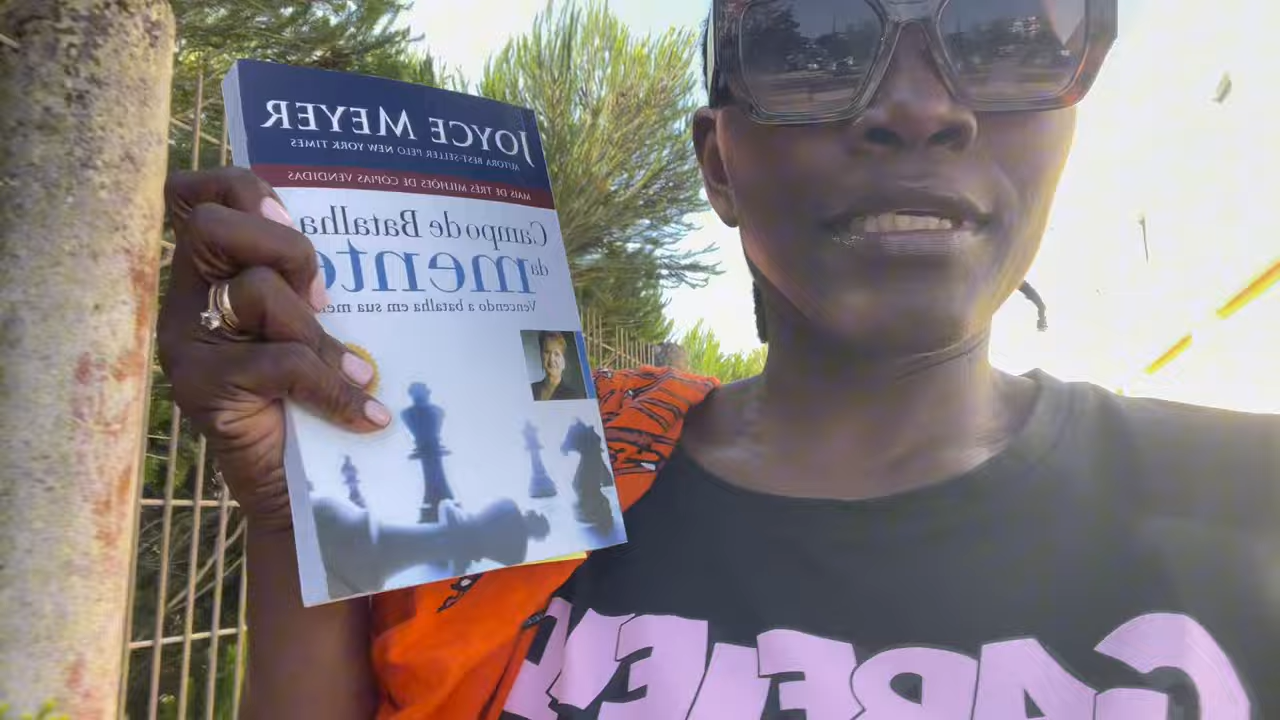 JOYCE MEYER
AUTORA BEST-SELLER PELO NEW YORK TIMES
MAIS DE TRÊS MILHÕES DE CÓPIAS VENDIDAS
Campo de Batalha
da mente
Vencendo a batalha em sua